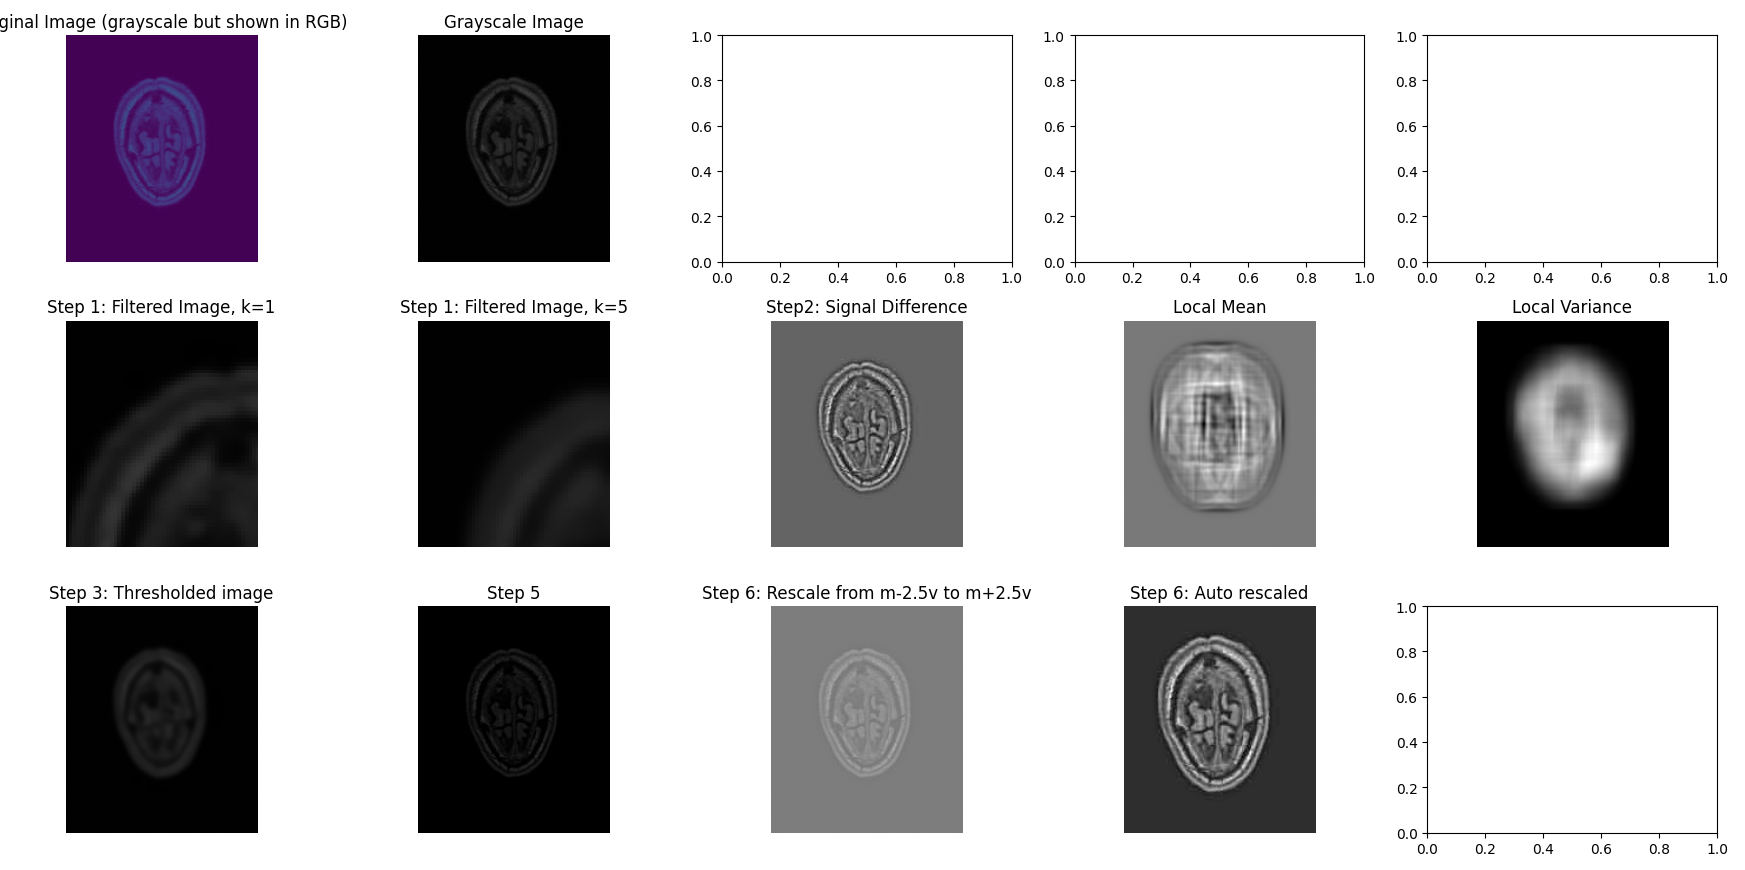 ginal Image (grayscale but shown in RGB)
Grayscale Image
1.0
0.8
0.6
0.4
0.2
0.0
0.0 0.2 0.4 0.6 0.8 1.0
1.0
0.8
0.6
0.4
0.2
0.0
0.0 0.2 0.4 0.6 0.8 1.0
1.0
0.8
0.6
0.4
0.2
0.0
0.0 0.2 0.4 0.6 0.8 1.0
Step 1: Filtered Image, k=1
Step 1: Filtered Image, k=5
Step2: Signal Difference
Local Mean
Local Variance
Step 3: Thresholded image
Step 5
Step 6: Rescale from m-2.5v to m+2.5v
Step 6: Auto rescaled
1.0
0.8
0.6
0.4
0.2
0.0
0.0 0.2 0.4 0.6 0.8 1.0